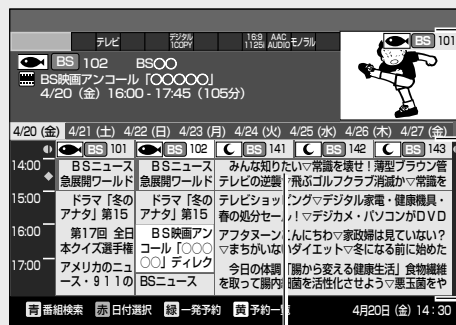 テレビ デジタル 1COPY 16:9 1125i AAC AUDIO モノラル
BS 101
BS 102 BS○○
BS映画アンコール「○○○○○」
4/20 (金) 16:00 - 17:45 (105分)
4/20 (金) 4/21 (土) 4/22 (日) 4/23 (月) 4/24 (火) 4/25 (水) 4/26 (木) 4/27 (金)
BS 101 BS 102 BS 141 BS 142 BS 143
14:00
BSニュース
急展開ワールド
BSニュース
急展開ワールド
みんな知りたい▽常識を壊せ！薄型ブラウン管
テレビの逆襲▽飛ぶゴルフクラブ消滅か▽常識を
15:00
ドラマ「冬の
アナタ」第15
ドラマ「冬の
アナタ」第15
テレビショッピング▽デジタル家電・健康機具・
春の処分セール！▽デジカメ・パソコンがDVD
16:00
第17回 全日
本クイズ選手権
BS映画アン
コール「○○○
○○」ディレク
アフタヌーンこんにちわ▽家政婦は見ていない？
▽まちがいないダイエット▽冬になる前に始めた
17:00
アメリカのニュ
ース・911の
BSニュース
今日の体調「腸から変える健康生活」食物繊維
を取って腸内細菌を活性化させよう▽悪玉菌をや
青 番組検索 赤 日付選択 緑 一発予約 黄 予約一覧 4月20日 (金) 14：30